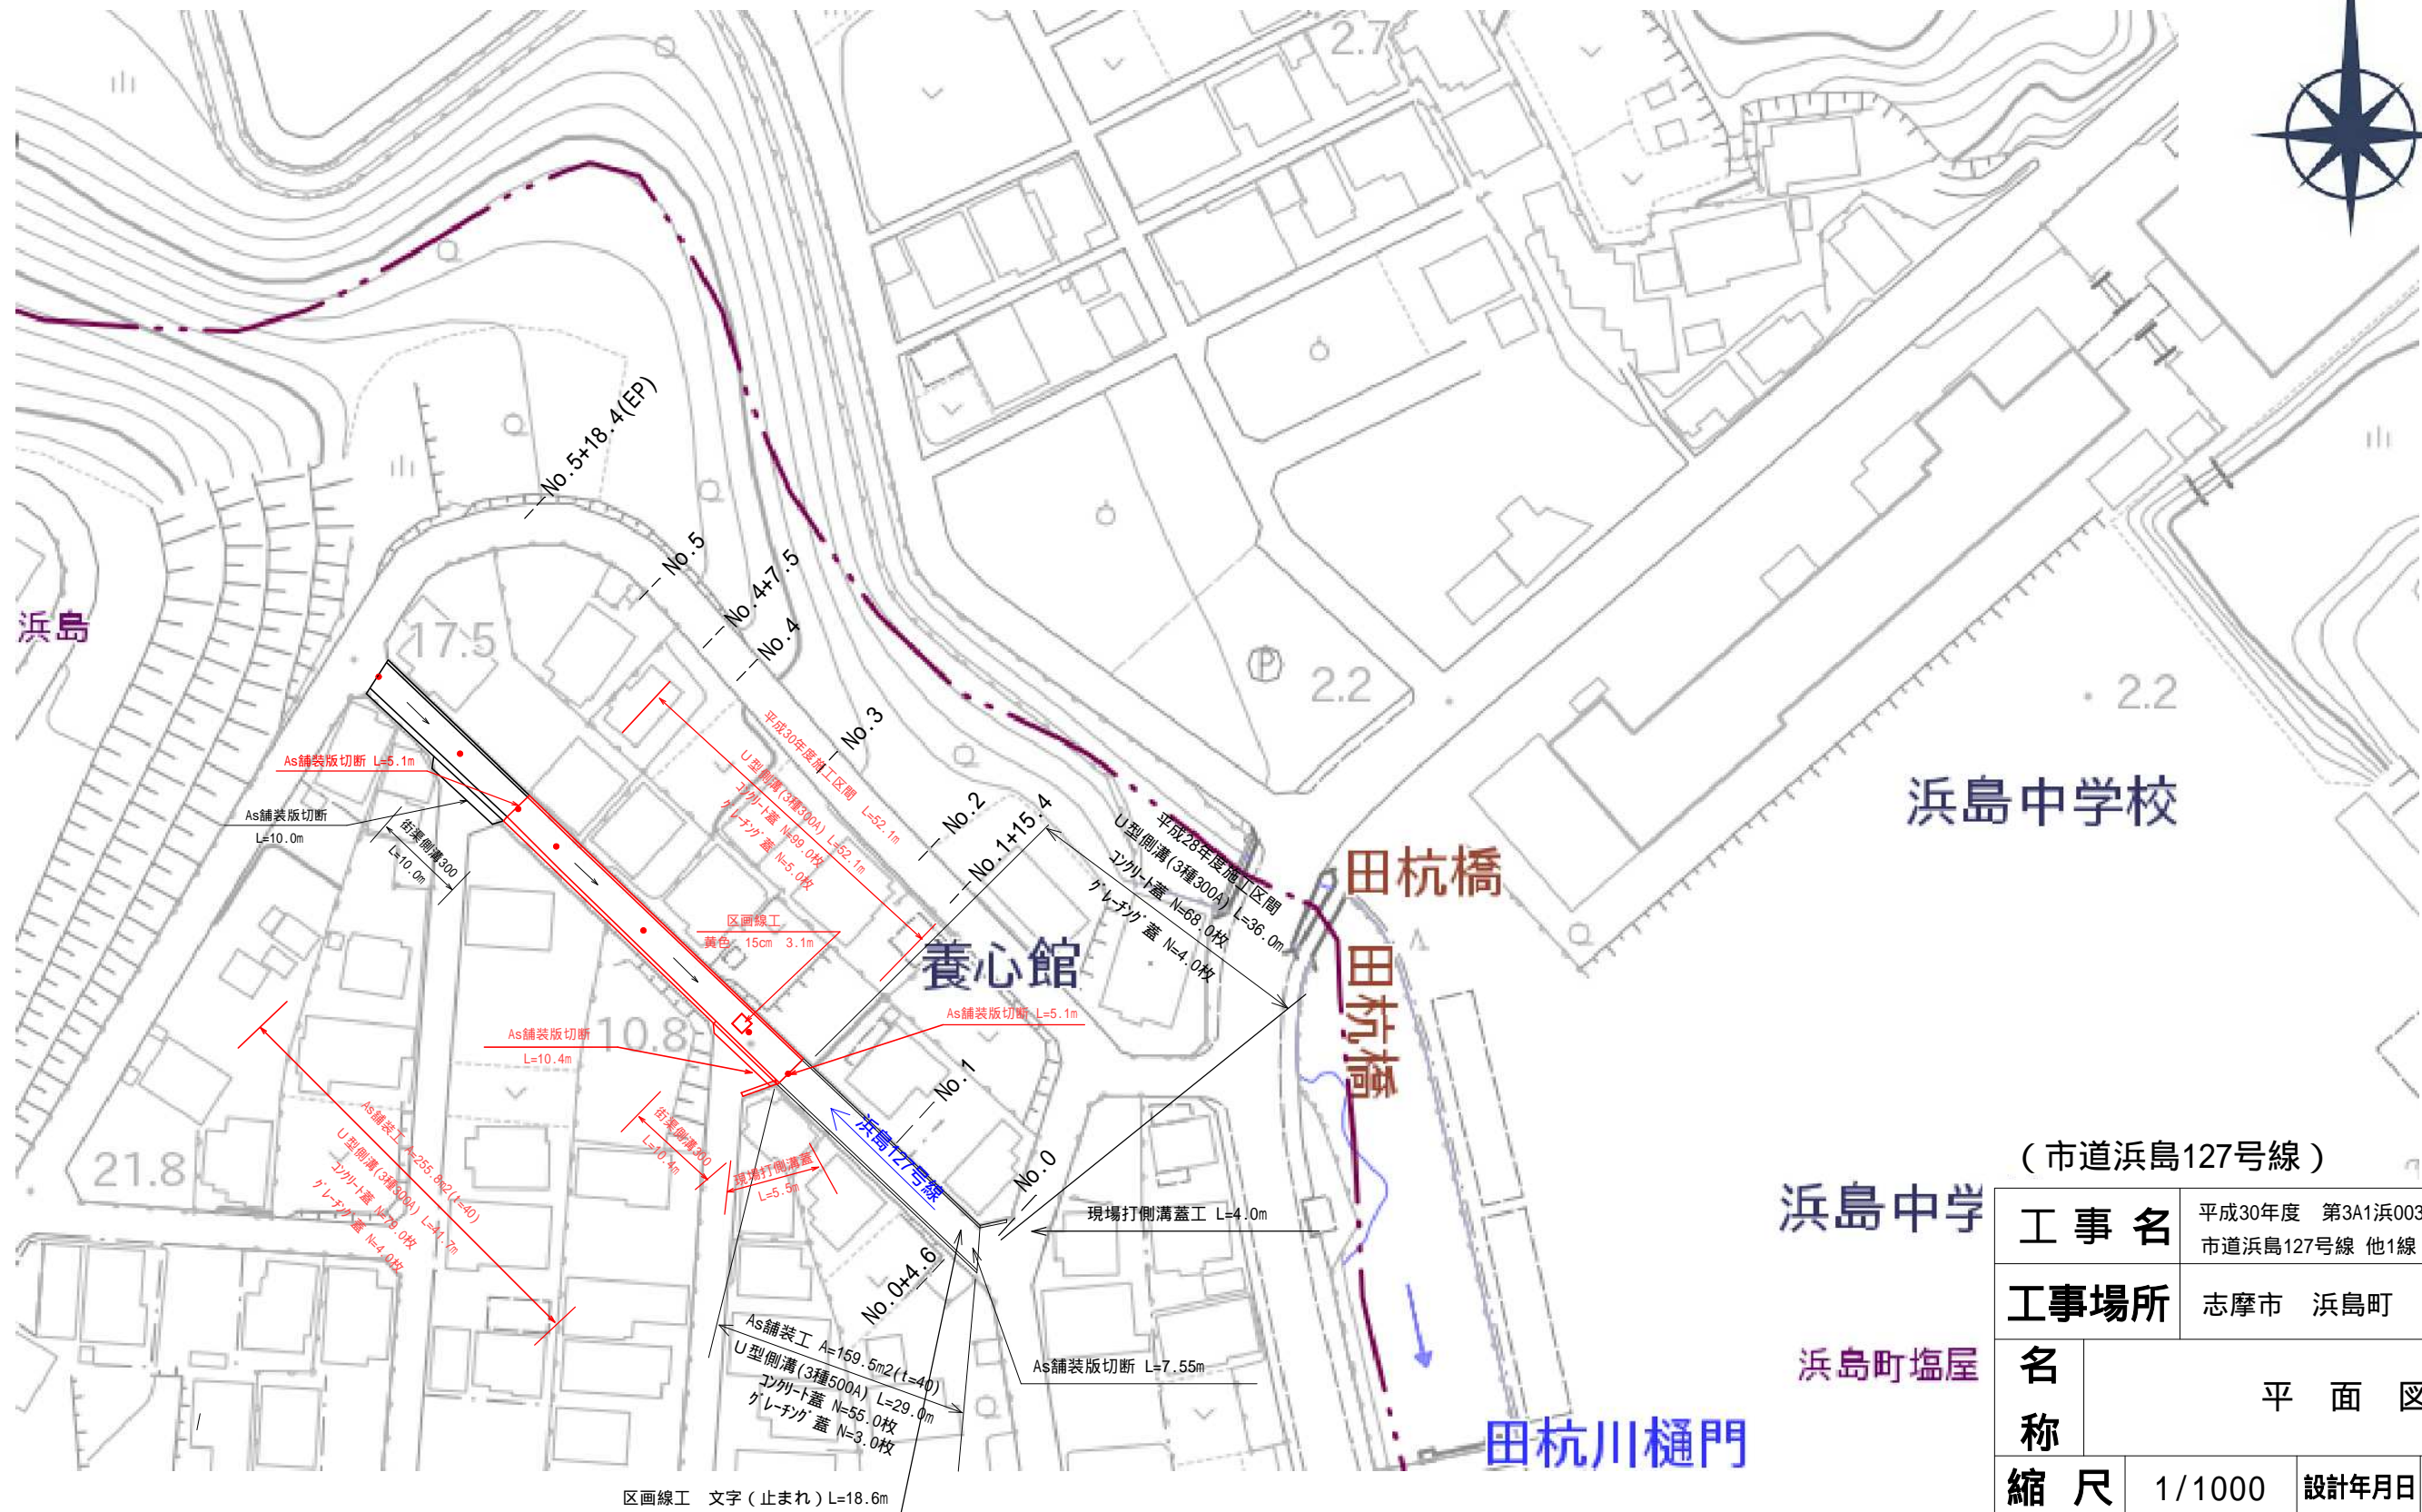 2.7
No.5+18.4(EP)
No.5
No.4+7.5
No.4
No.3
No.2
No.1+15.4
No.1
No.0
No.0+4.6
浜島
17.5
2.2
2.2
P
As舗装版切断 L=5.1m
As舗装版切断
L=10.0m
街渠側溝300
L=10.0m
平成30年度施工区間 L=52.1m
U型側溝(3種300A) L=52.1m
コンクリート蓋 N=99.0枚
グレーチング蓋 N=5.0枚
平成28年度施工区間
U型側溝(3種300A) L=36.0m
コンクリート蓋 N=68.0枚
グレーチング蓋 N=4.0枚
区画線工
黄色 15cm 3.1m
養心館
田杭橋
田杭橋
浜島中学校
As舗装版切断 L=5.1m
As舗装版切断
L=10.4m
10.8
街渠側溝300
L=10.4m
現場打側溝蓋
L=5.5m
浜島127号線
21.8
As舗装工 A=255.8m2(t=40)
U型側溝(3種300A) L=41.7m
コンクリート蓋 N=79.0枚
グレーチング蓋 N=4.0枚
現場打側溝蓋工 L=4.0m
As舗装工 A=159.5m2(t=40)
U型側溝(3種500A) L=29.0m
コンクリート蓋 N=55.0枚
グレーチング蓋 N=3.0枚
As舗装版切断 L=7.55m
区画線工 文字(止まれ)L=18.6m
浜島中学
浜島町塩屋
田杭川樋門
(市道浜島127号線)
工事名
平成30年度 第3A1浜003
市道浜島127号線 他1線
工事場所
志摩市 浜島町
名称
平面図
縮尺
1/1000
設計年月日